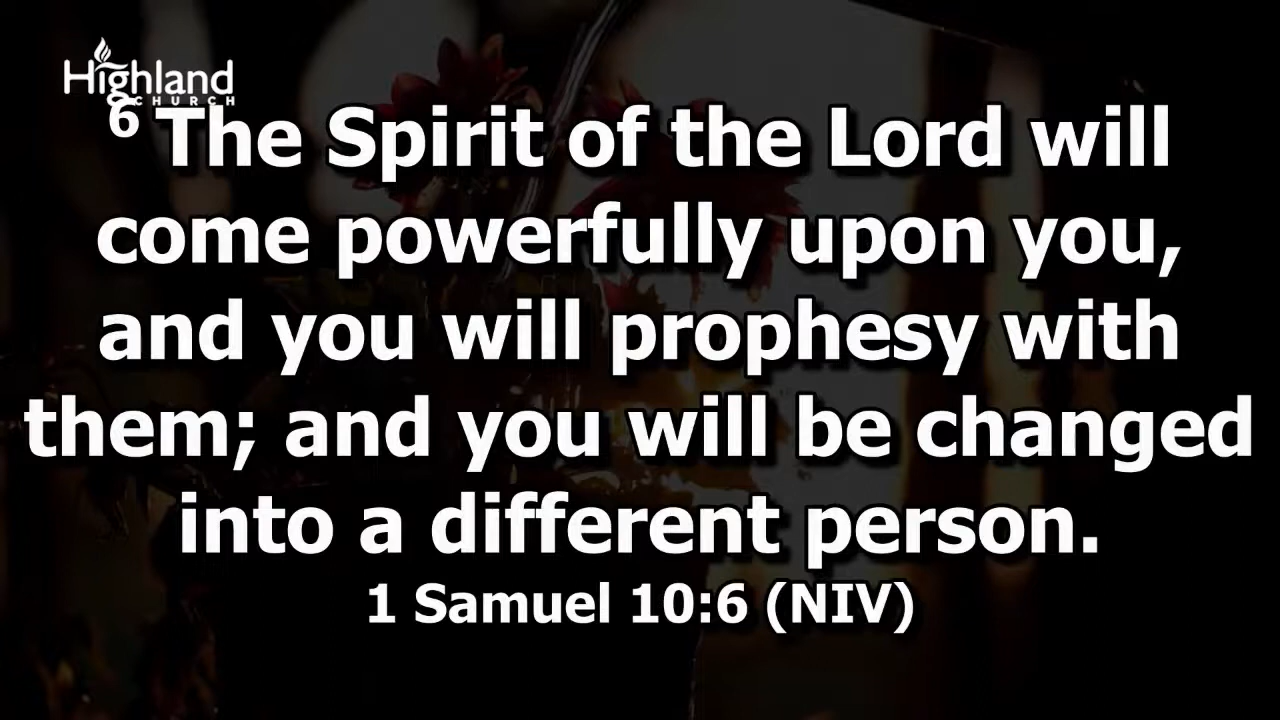 Highland
CHURCH
6 The Spirit of the Lord will
come powerfully upon you,
and you will prophesy with
them; and you will be changed
into a different person.
1 Samuel 10:6 (NIV)